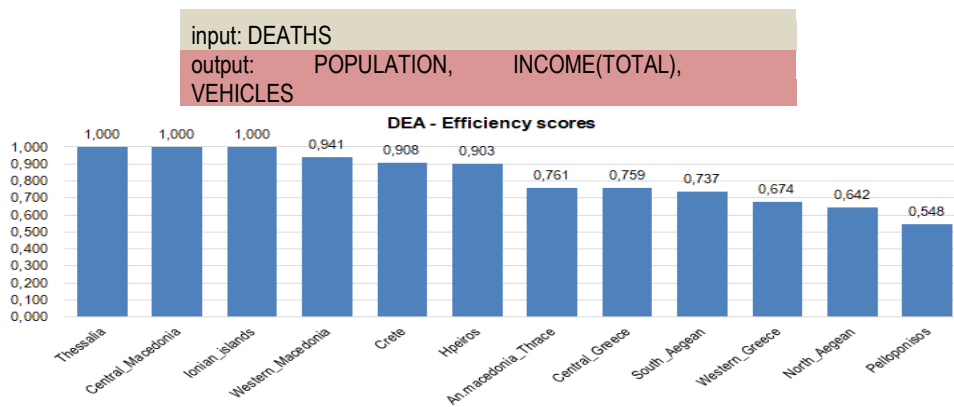 input: DEATHS
output: POPULATION, INCOME(TOTAL),
VEHICLES
DEA - Efficiency scores
1,000 1,000 1,000 0,941 0,908 0,903 0,761 0,759 0,737 0,674 0,642 0,548
1,000
0,900
0,800
0,700
0,600
0,500
0,400
0,300
0,200
0,100
0,000
Thessalia
Central_Macedonia
Ionian_islands
Western_Macedonia
Crete
Hpeiros
An.macedonia_Thrace
Central_Greece
South_Aegean
Western_Greece
North_Aegean
Pelloponisos